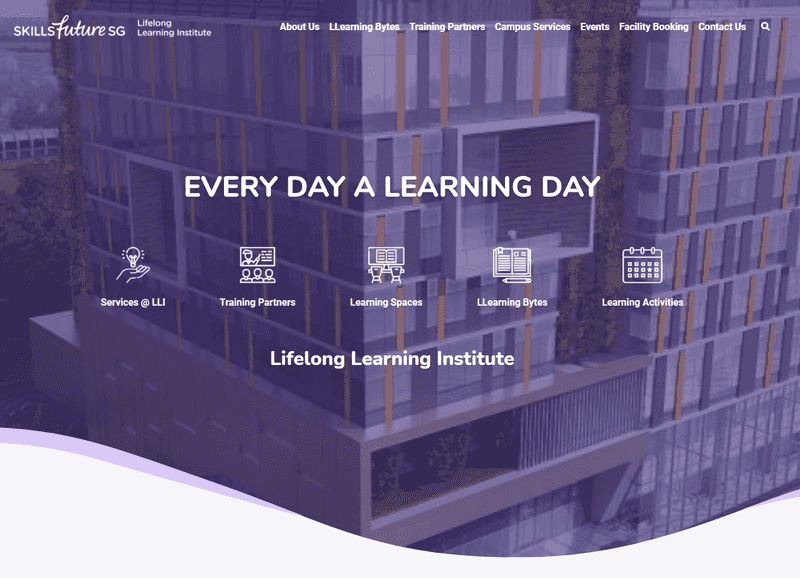 SKILLSfuture SG
Lifelong
Learning Institute
About Us LLearning Bytes Training Partners Campus Services Events Facility Booking Contact Us
EVERY DAY A LEARNING DAY
Services @ LLI Training Partners Learning Spaces LLearning Bytes Learning Activities
Lifelong Learning Institute